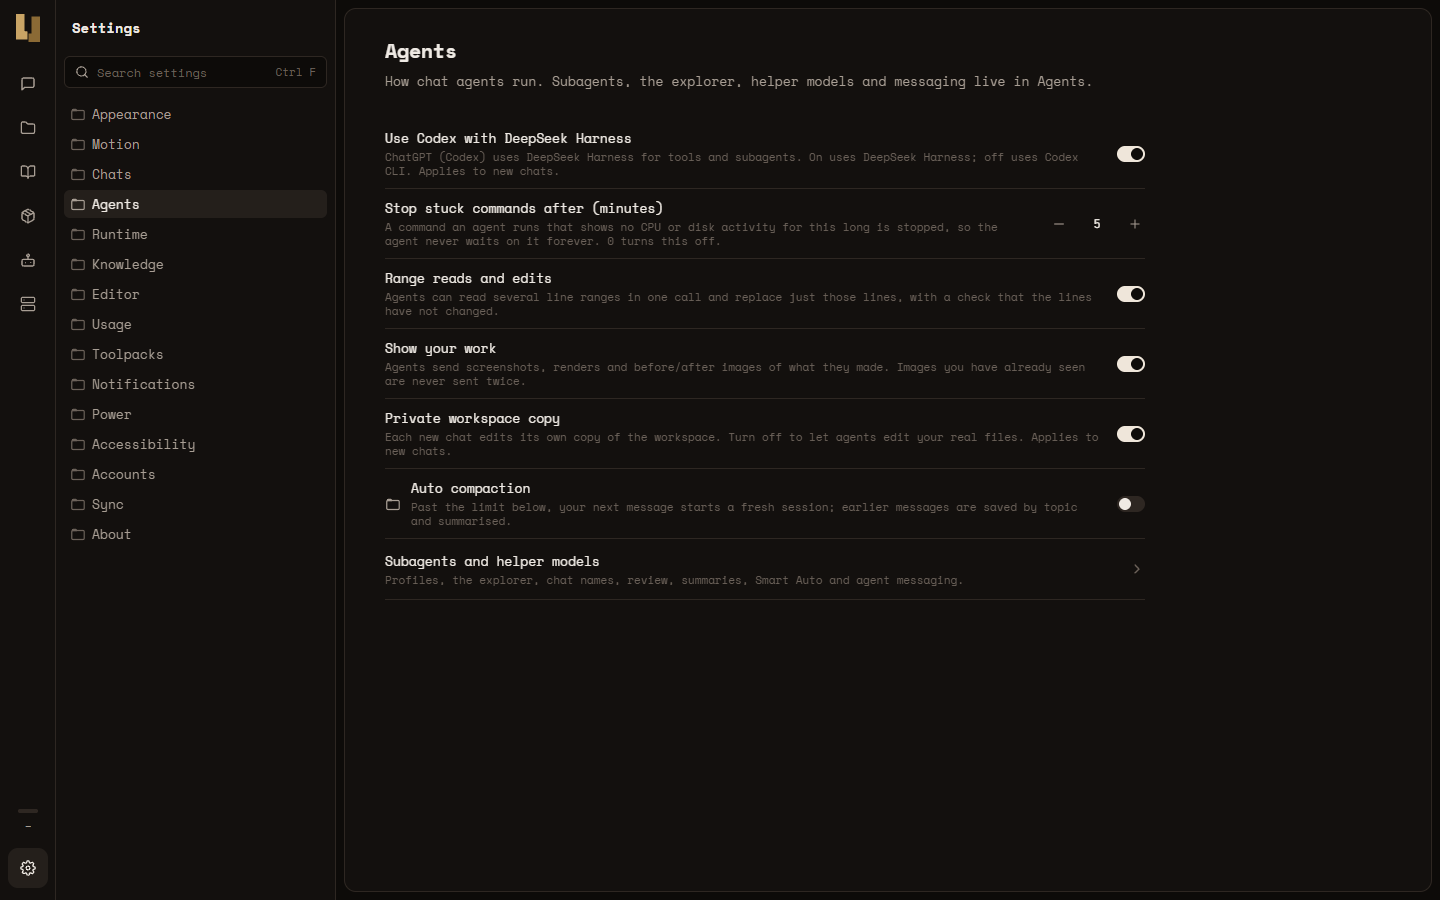 Settings
Search settings
Ctrl F
Appearance
Motion
Chats
Agents
Runtime
Knowledge
Editor
Usage
Toolpacks
Notifications
Power
Accessibility
Accounts
Sync
About
Agents
How chat agents run. Subagents, the explorer, helper models and messaging live in Agents.
Use Codex with DeepSeek Harness
ChatGPT (Codex) uses DeepSeek Harness for tools and subagents. On uses DeepSeek Harness; off uses Codex
CLI. Applies to new chats.
Stop stuck commands after (minutes)
A command an agent runs that shows no CPU or disk activity for this long is stopped, so the
agent never waits on it forever. 0 turns this off.
5
Range reads and edits
Agents can read several line ranges in one call and replace just those lines, with a check that the lines
have not changed.
Show your work
Agents send screenshots, renders and before/after images of what they made. Images you have already seen
are never sent twice.
Private workspace copy
Each new chat edits its own copy of the workspace. Turn off to let agents edit your real files. Applies to
new chats.
Auto compaction
Past the limit below, your next message starts a fresh session; earlier messages are saved by topic
and summarised.
Subagents and helper models
Profiles, the explorer, chat names, review, summaries, Smart Auto and agent messaging.